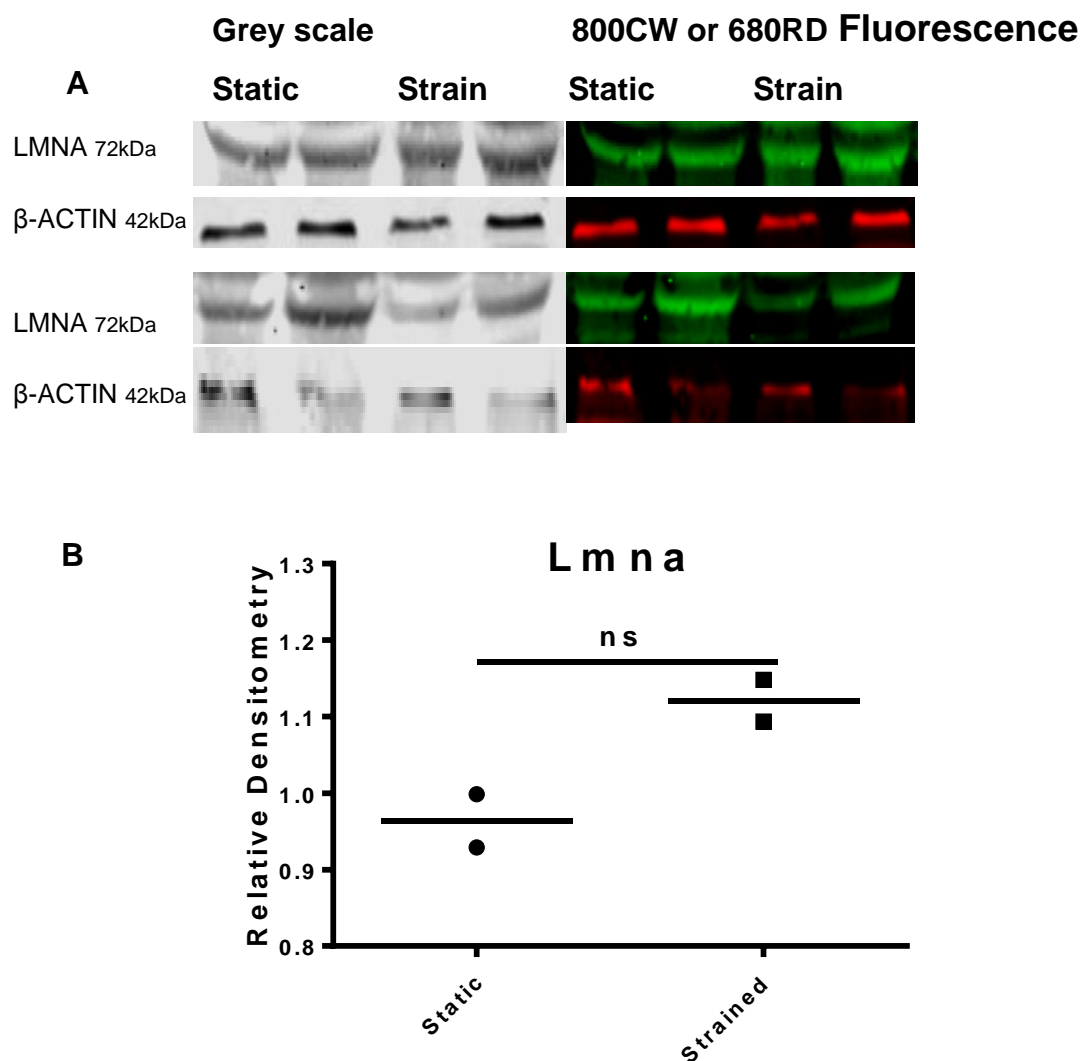 Grey scale 800CW or 680RD Fluorescence
A Static Strain Static Strain
LMNA 72kDa
β-ACTIN 42kDa
LMNA 72kDa
β-ACTIN 42kDa
B
Lmna
Relative Densitometry
1.3
1.2
1.1
1.0
0.9
0.8
ns
Static
Strained